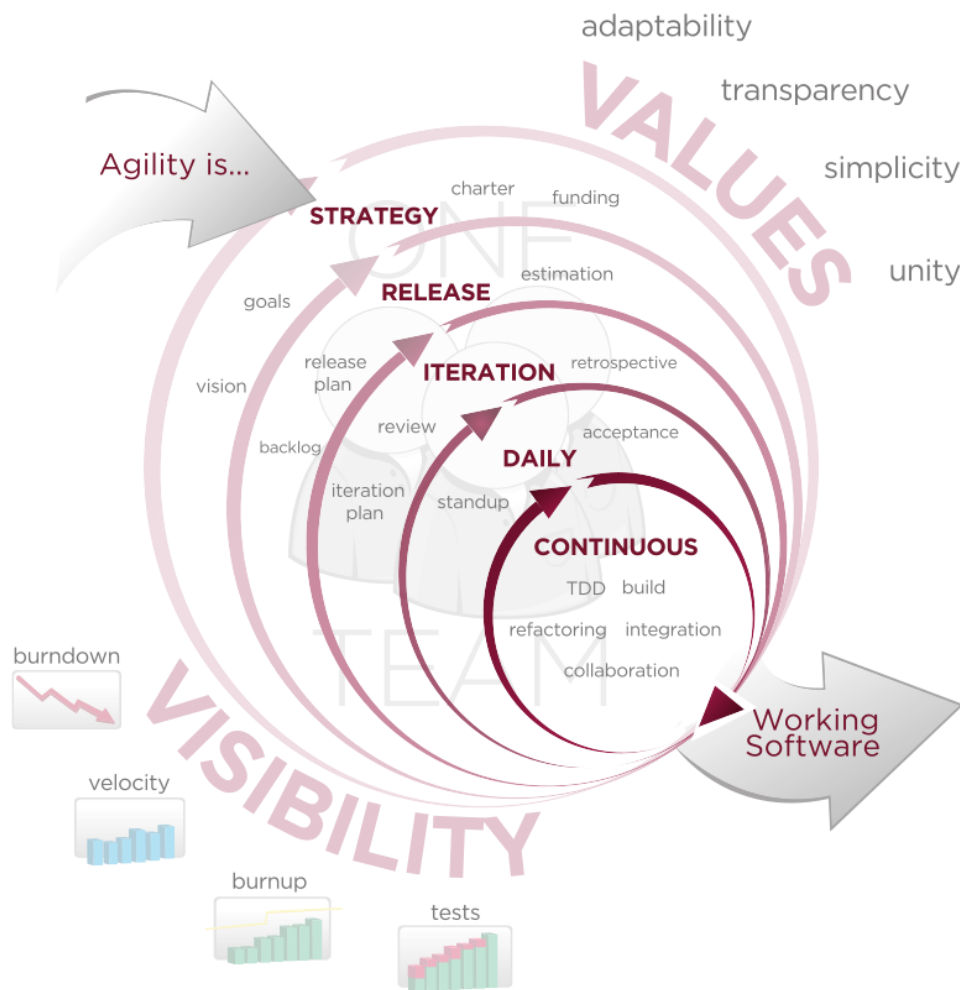 adaptability
VALUES
transparency
Agility is...
simplicity
charter
funding
STRATEGY
ONE
unity
estimation
goals
RELEASE
release
plan
retrospective
ITERATION
vision
review
acceptance
backlog
DAILY
iteration
plan
standup
CONTINUOUS
TDD
build
refactoring
integration
TEAM
collaboration
burndown
Working
Software
VISIBILITY
velocity
burnup
tests